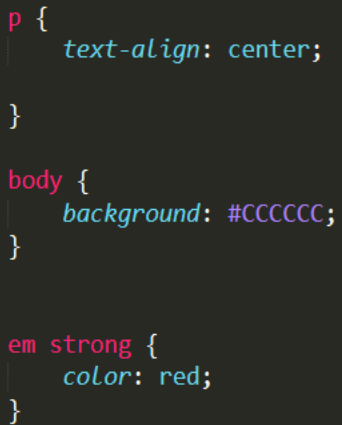 p {
    text-align: center;

}

body {
    background: #CCCCCC;
}


em strong {
    color: red;
}